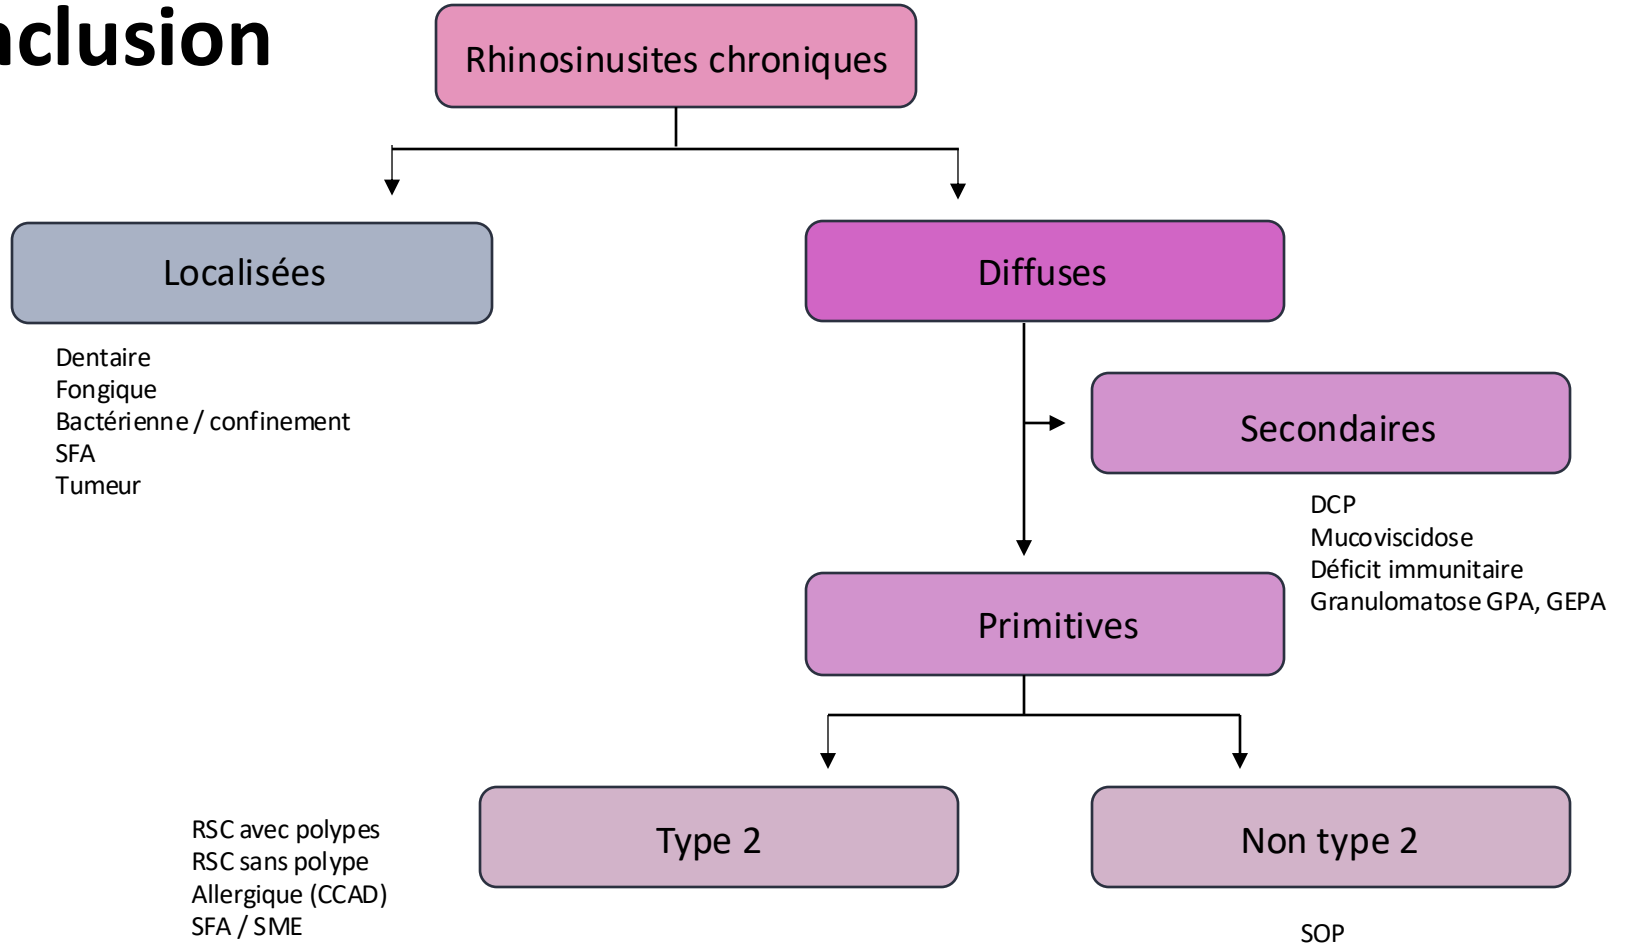 nclusion
Rhinosinusites chroniques
Localisées
Diffuses
Dentaire
Fongique
Bactérienne / confinement
SFA
Tumeur
Secondaires
DCP
Mucoviscidose
Déficit immunitaire
Granulomatose GPA, GEPA
Primitives
Type 2
Non type 2
RSC avec polypes
RSC sans polype
Allergique (CCAD)
SFA / SME
SOP